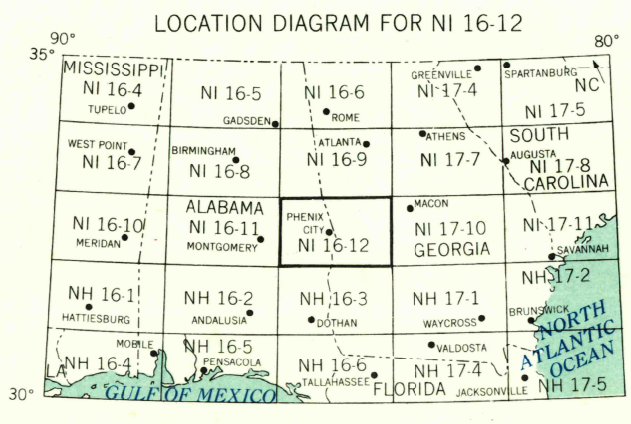 LOCATION DIAGRAM FOR NI 16-12
90°
80°
35°
MISSISSIPPI
NI 16-4
TUPELO
NI 16-5
GADSDEN
NI 16-6
ROME
GREENVILLE
NI 17-4
SPARTANBURG
NC
NI 17-5
WEST POINT
NI 16-7
BIRMINGHAM
NI 16-8
ATLANTA
NI 16-9
ATHENS
NI 17-7
SOUTH
AUGUSTA
NI 17-8
CAROLINA
NI 16-10
MERIDAN
ALABAMA
NI 16-11
MONTGOMERY
PHENIX
CITY
NI 16-12
MACON
NI 17-10
GEORGIA
NI 17-11
SAVANNAH
NH 17-2
NH 16-1
HATTIESBURG
NH 16-2
ANDALUSIA
NH 16-3
DOTHAN
NH 17-1
WAYCROSS
BRUNSWICK
NORTH
ATLANTIC
OCEAN
LA
NH 16-4
MOBILE
NH 16-5
PENSACOLA
NH 16-6
TALLAHASSEE
VALDOSTA
NH 17-4
FLORIDA
JACKSONVILLE
NH 17-5
30°
GULF OF MEXICO